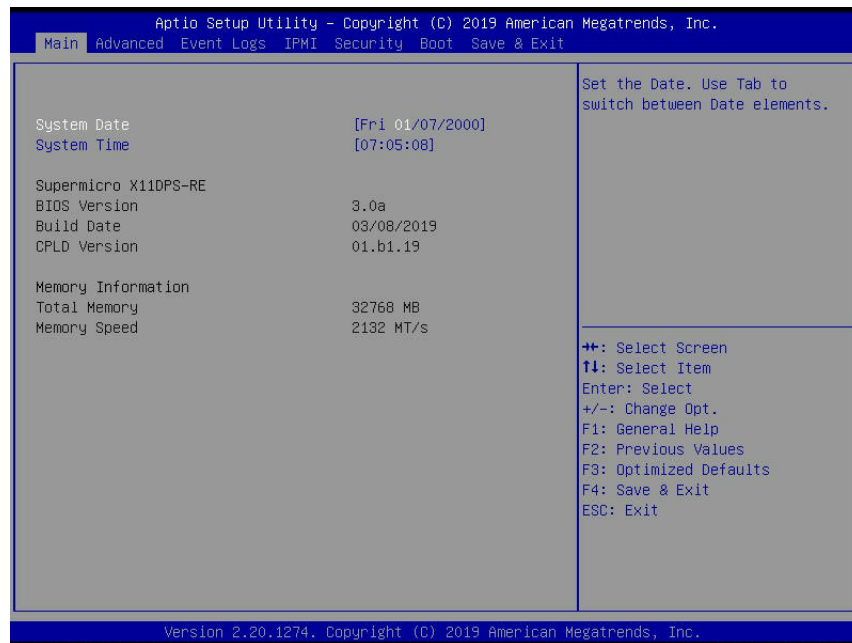 Aptio Setup Utility – Copyright (C) 2019 American Megatrends, Inc.
Main Advanced Event Logs IPMI Security Boot Save & Exit
System Date [Fri 01/07/2000]
System Time [07:05:08]
Supermicro X11DPS-RE
BIOS Version 3.0a
Build Date 03/08/2019
CPLD Version 01.b1.19
Memory Information
Total Memory 32768 MB
Memory Speed 2132 MT/s
Set the Date. Use Tab to
switch between Date elements.
→←: Select Screen
↑↓: Select Item
Enter: Select
+/-: Change Opt.
F1: General Help
F2: Previous Values
F3: Optimized Defaults
F4: Save & Exit
ESC: Exit
Version 2.20.1274. Copyright (C) 2019 American Megatrends, Inc.